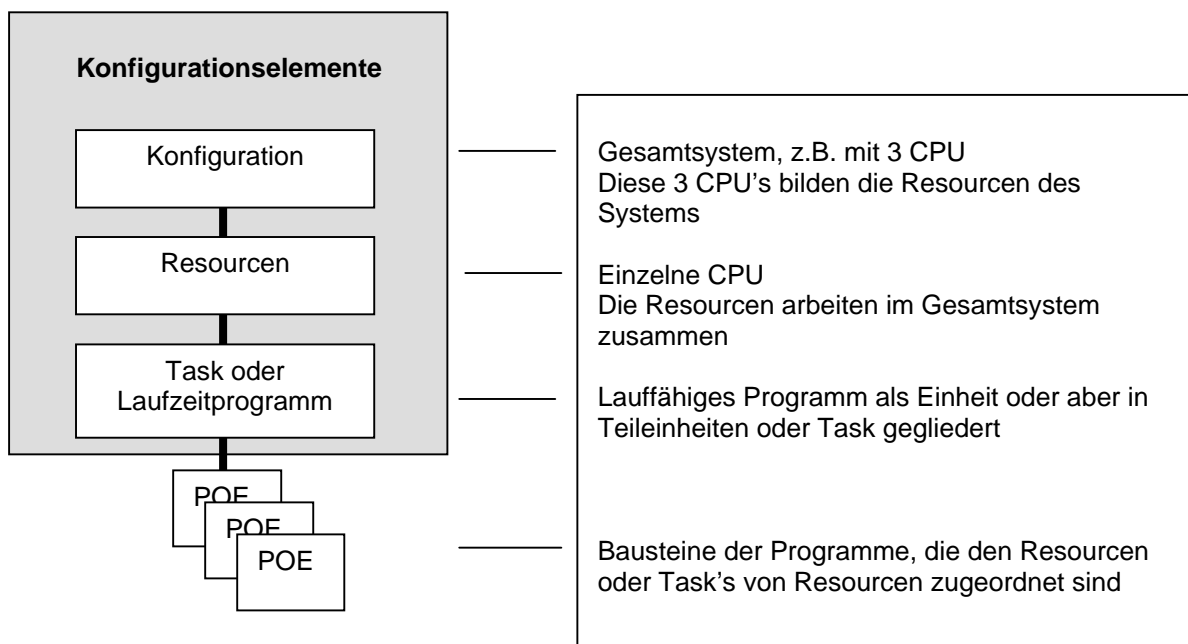 Konfigurationselemente
Konfiguration
Gesamtsystem, z.B. mit 3 CPU
Diese 3 CPU's bilden die Resourcen des
Systems
Resourcen
Einzelne CPU
Die Resourcen arbeiten im Gesamtsystem
zusammen
Task oder
Laufzeitprogramm
Lauffähiges Programm als Einheit oder aber in
Teileinheiten oder Task gegliedert
POE
POE
POE
Bausteine der Programme, die den Resourcen
oder Task's von Resourcen zugeordnet sind